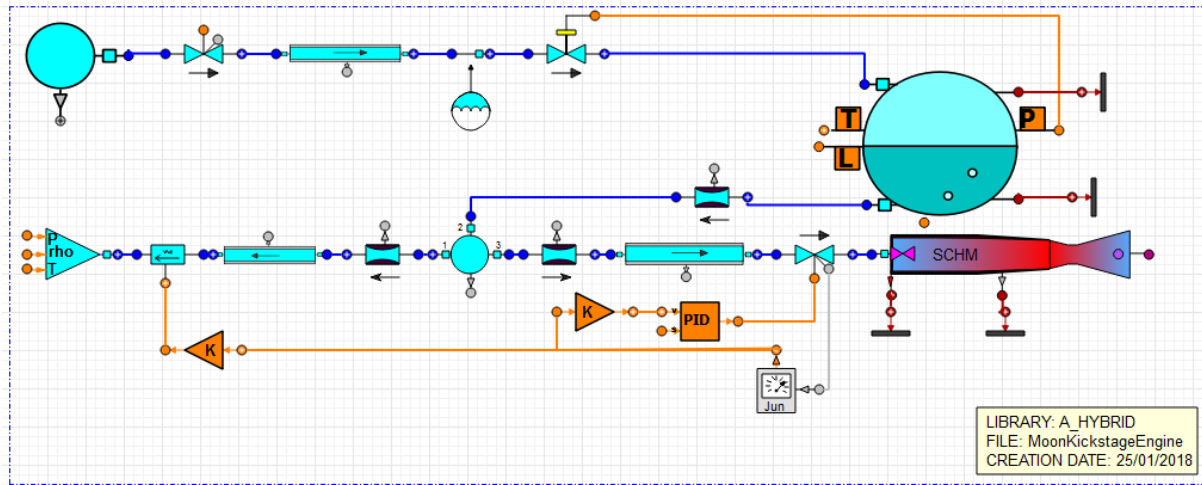 T
P
L
P
rho
T
1
2
3
SCHM
K
v
s
PID
K
Jun
LIBRARY: A_HYBRID
FILE: MoonKickstageEngine
CREATION DATE: 25/01/2018